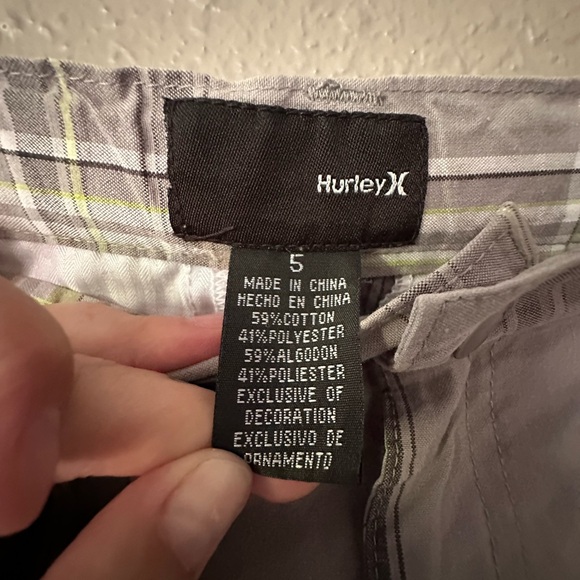 Hurley
5
MADE IN CHINA
HECHO EN CHINA
59%COTTON
41%POLYESTER
59%ALGODON
41%POLIESTER
EXCLUSIVE OF
DECORATION
EXCLUSIVO DE
ORNAMENTO